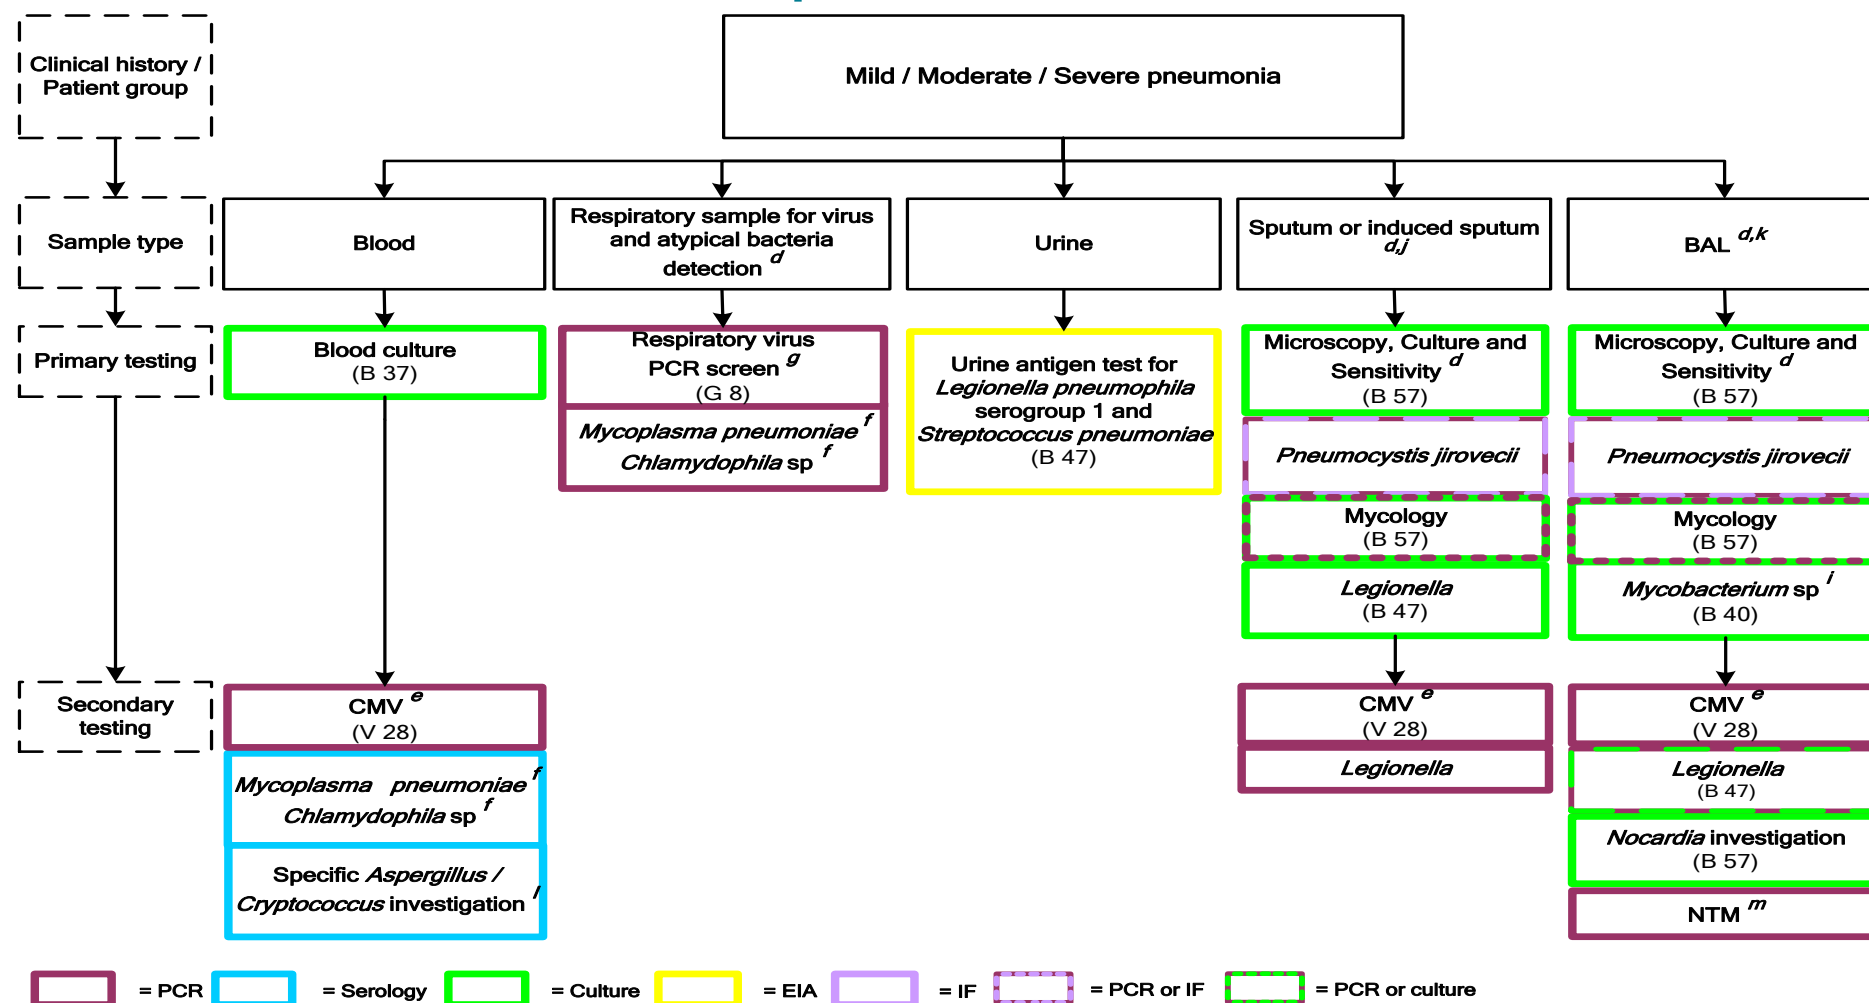 Clinical history /
Patient group
Mild / Moderate / Severe pneumonia
Sample type
Blood
Respiratory sample for virus
and atypical bacteria
detection d
Urine
Sputum or induced sputum
d,j
BAL d,k
Primary testing
Blood culture
(B 37)
Respiratory virus
PCR screen g
(G 8)
Mycoplasma pneumoniae f
Chlamydophila sp f
Urine antigen test for
Legionella pneumophila
serogroup 1 and
Streptococcus pneumoniae
(B 47)
Microscopy, Culture and
Sensitivity d
(B 57)
Pneumocystis jirovecii
Mycology
(B 57)
Legionella
(B 47)
Microscopy, Culture and
Sensitivity d
(B 57)
Pneumocystis jirovecii
Mycology
(B 57)
Mycobacterium sp i
(B 40)
Secondary
testing
CMV e
(V 28)
Mycoplasma pneumoniae f
Chlamydophila sp f
Specific Aspergillus /
Cryptococcus investigation l
CMV e
(V 28)
Legionella
CMV e
(V 28)
Legionella
(B 47)
Nocardia investigation
(B 57)
NTM m
= PCR
= Serology
= Culture
= EIA
= IF
= PCR or IF
= PCR or culture